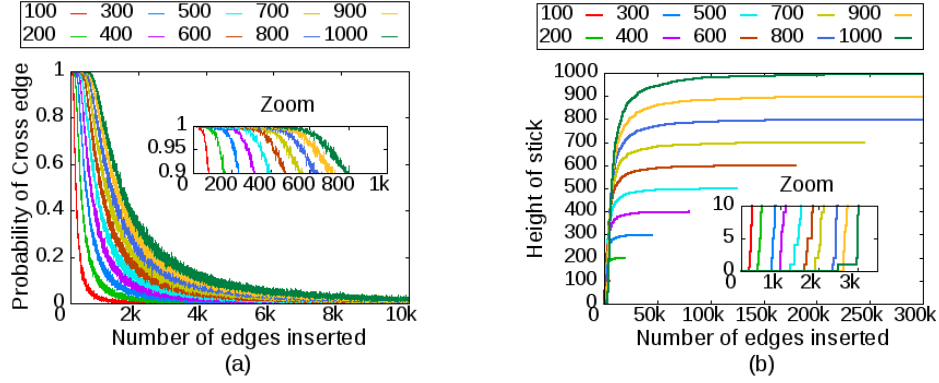 100 300 500 700 900
200 400 600 800 1000
Probability of Cross edge
1
0.8
0.6
0.4
0.2
0
Zoom
1
0.95
0.9
0 200 400 600 800 1k
0 2k 4k 6k 8k 10k
Number of edges inserted
(a)
100 300 500 700 900
200 400 600 800 1000
Height of stick
1000
900
800
700
600
500
400
300
200
100
0
Zoom
10
5
0
0 1k 2k 3k
0 50k 100k 150k 200k 250k 300k
Number of edges inserted
(b)